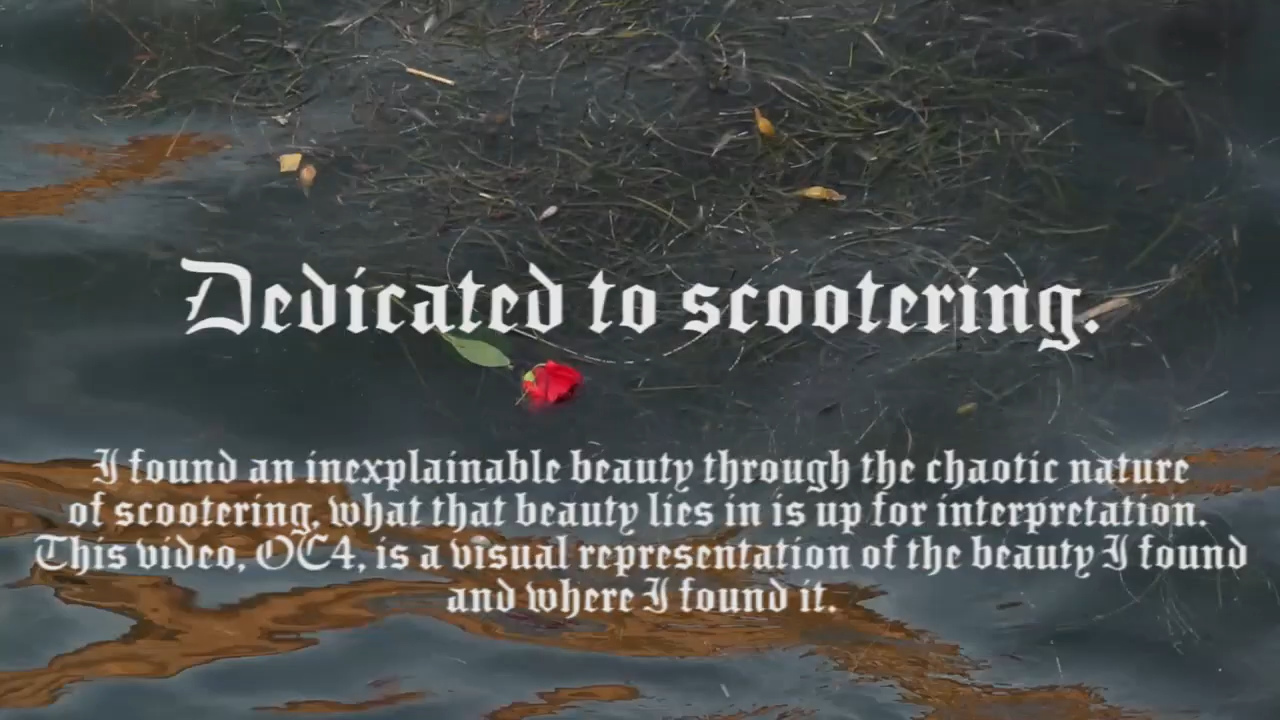 Dedicated to scootering.
I found an inexplainable beauty through the chaotic nature
of scootering, what that beauty lies in is up for interpretation.
This video, OC4, is a visual representation of the beauty I found
and where I found it.